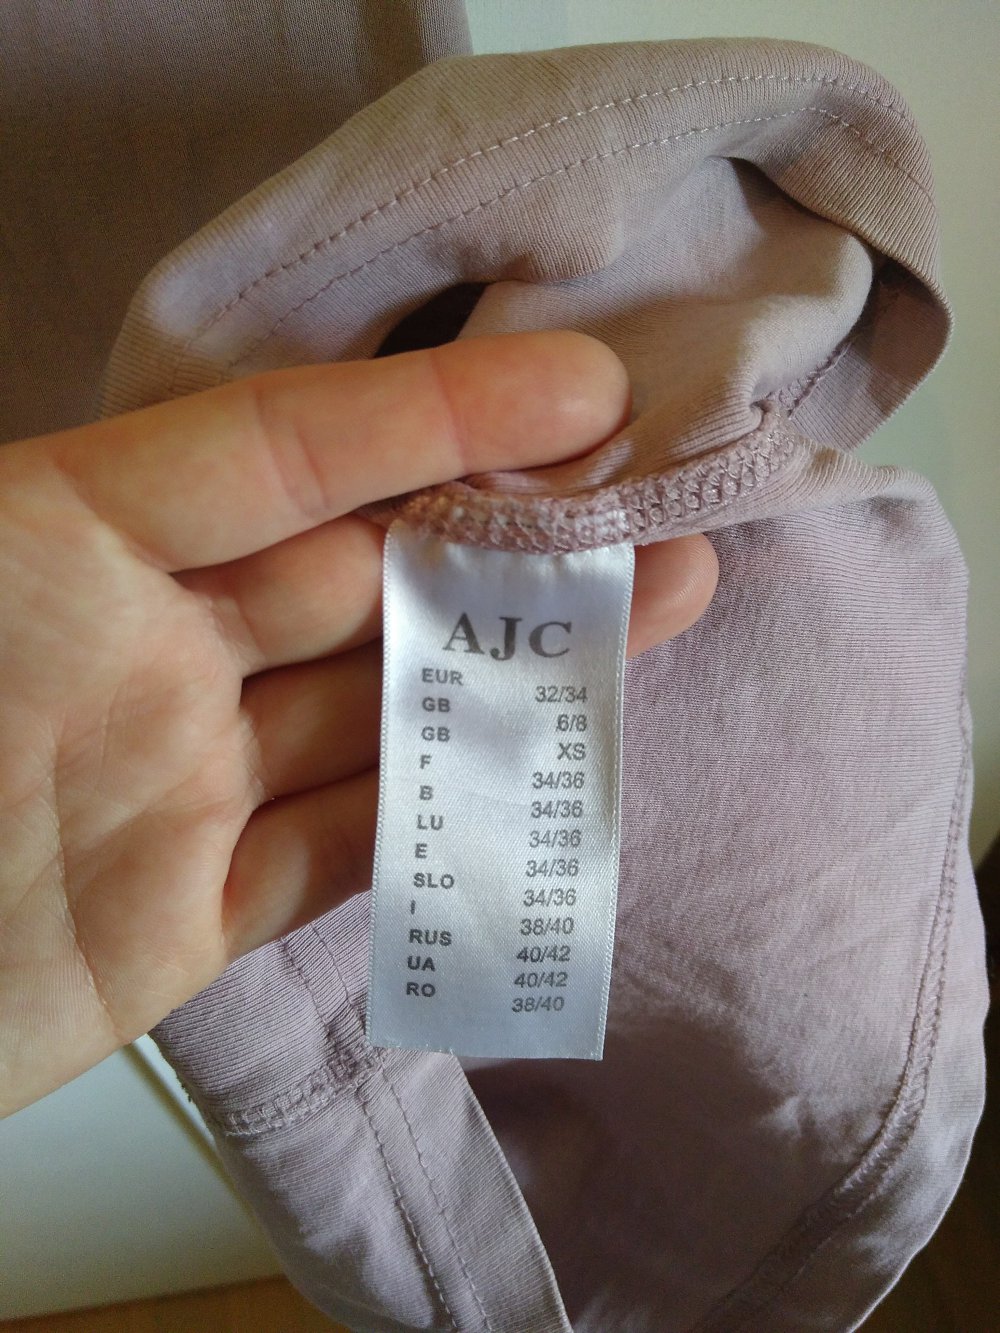 AJC
EUR 32/34
GB 6/8
GB XS
F 34/36
B 34/36
LU 34/36
E 34/36
SLO 34/36
I 38/40
RUS 40/42
UA 40/42
RO 38/40